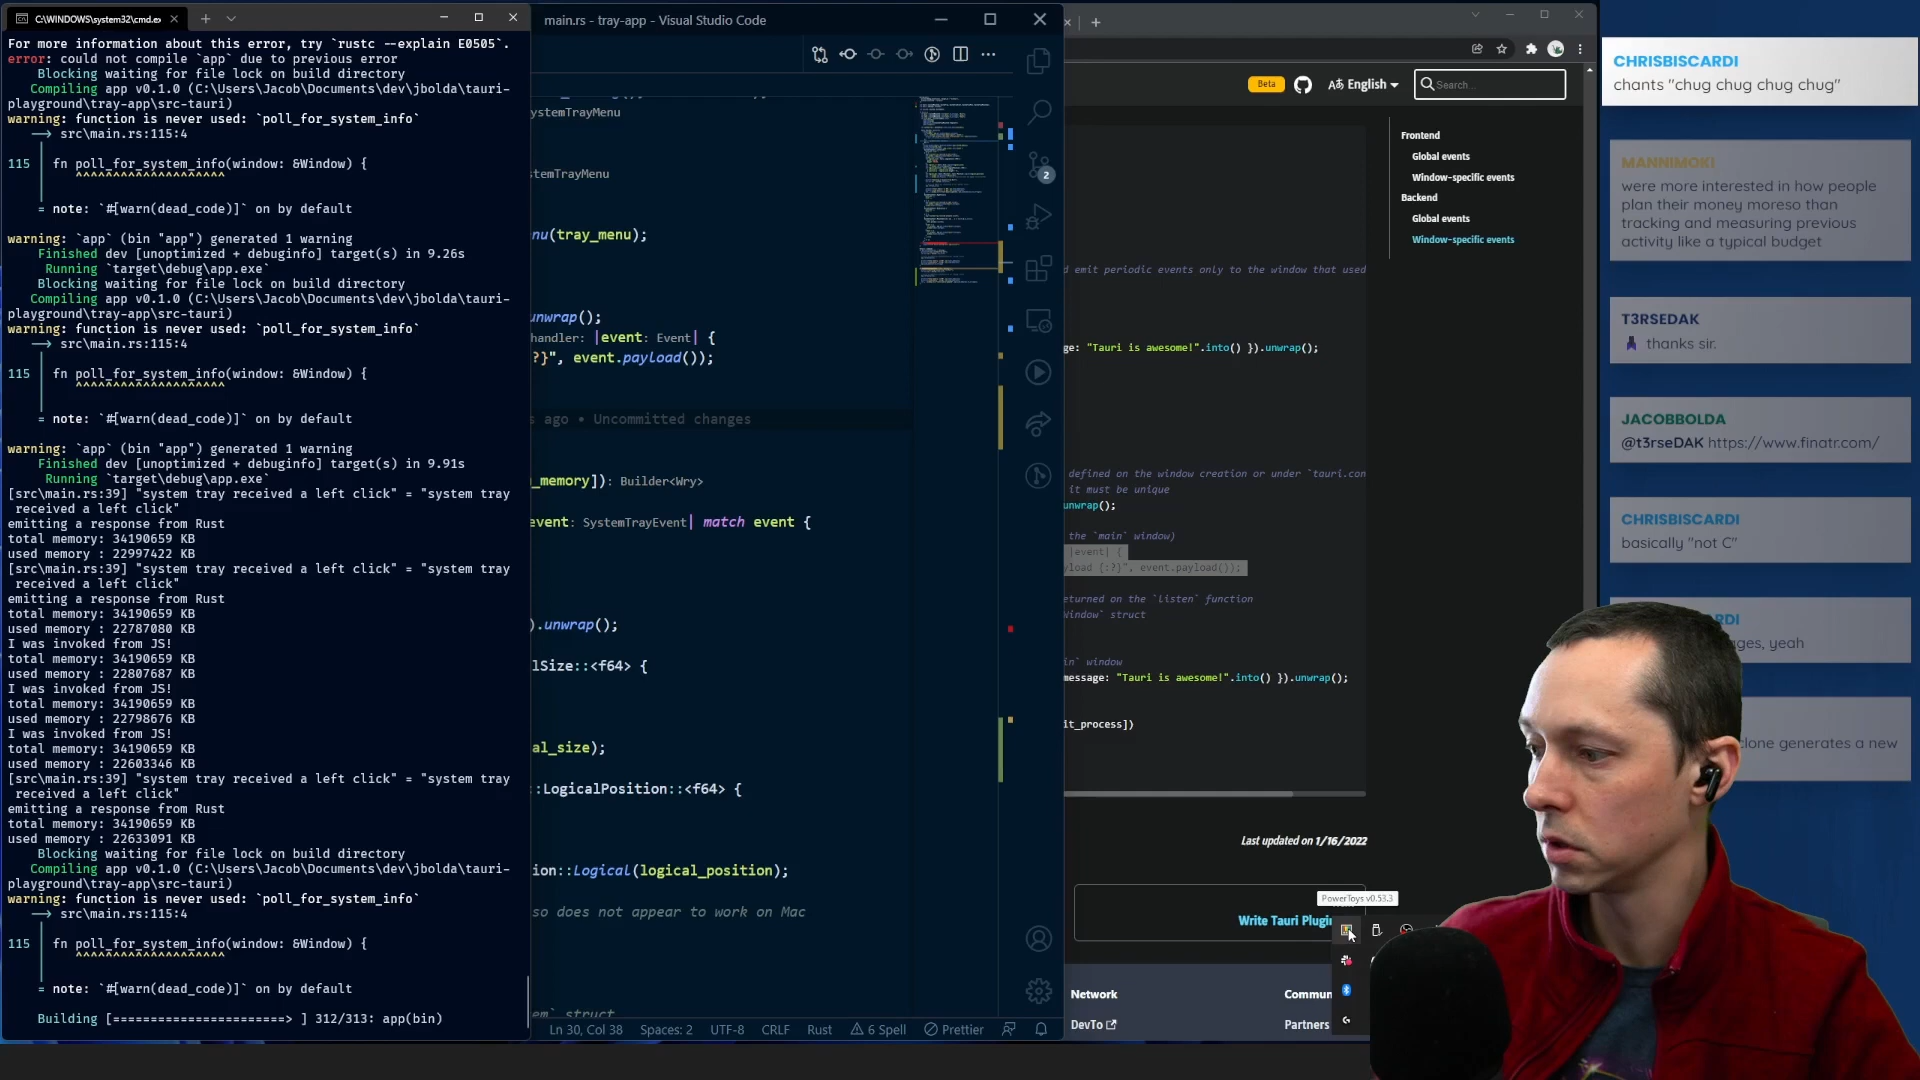 C:\WINDOWS\system32\cmd.ex
For more information about this error, try `rustc --explain E0505`.
error: could not compile `app` due to previous error
Blocking waiting for file lock on build directory
Compiling app v0.1.0 (C:\Users\Jacob\Documents\dev\jbolda\tauri-
playground\tray-app\src-tauri)
warning: function is never used: `poll_for_system_info`
--> src\main.rs:115:4
|
115 | fn poll_for_system_info(window: &Window) {
| ^^^^^^^^^^^^^^^^^^^^
|
= note: `#[warn(dead_code)]` on by default
warning: `app` (bin "app") generated 1 warning
Finished dev [unoptimized + debuginfo] target(s) in 9.26s
Running `target\debug\app.exe`
Blocking waiting for file lock on build directory
Compiling app v0.1.0 (C:\Users\Jacob\Documents\dev\jbolda\tauri-
playground\tray-app\src-tauri)
warning: function is never used: `poll_for_system_info`
--> src\main.rs:115:4
|
115 | fn poll_for_system_info(window: &Window) {
| ^^^^^^^^^^^^^^^^^^^^
|
= note: `#[warn(dead_code)]` on by default
warning: `app` (bin "app") generated 1 warning
Finished dev [unoptimized + debuginfo] target(s) in 9.91s
Running `target\debug\app.exe`
[src\main.rs:39] "system tray received a left click" = "system tray
received a left click"
emitting a response from Rust
total memory: 34190659 KB
used memory : 22997422 KB
[src\main.rs:39] "system tray received a left click" = "system tray
received a left click"
emitting a response from Rust
total memory: 34190659 KB
used memory : 22787080 KB
I was invoked from JS!
total memory: 34190659 KB
used memory : 22807687 KB
I was invoked from JS!
total memory: 34190659 KB
used memory : 22798676 KB
I was invoked from JS!
total memory: 34190659 KB
used memory : 22603346 KB
[src\main.rs:39] "system tray received a left click" = "system tray
received a left click"
emitting a response from Rust
total memory: 34190659 KB
used memory : 22633091 KB
Blocking waiting for file lock on build directory
Compiling app v0.1.0 (C:\Users\Jacob\Documents\dev\jbolda\tauri-
playground\tray-app\src-tauri)
warning: function is never used: `poll_for_system_info`
--> src\main.rs:115:4
|
115 | fn poll_for_system_info(window: &Window) {
| ^^^^^^^^^^^^^^^^^^^^
|
= note: `#[warn(dead_code)]` on by default
Building [=======================> ] 312/313: app(bin)
main.rs - tray-app - Visual Studio Code
ystemTrayMenu
stemTrayMenu
nu(tray_menu);
unwrap();
handler: |event: Event| {
?}", event.payload());
s ago • Uncommitted changes
_memory]): Builder<Wry>
event: SystemTrayEvent| match event {
).unwrap();
lSize::<f64> {
al_size);
::LogicalPosition::<f64> {
ion::Logical(logical_position);
so does not appear to work on Mac
em` struct
2
Ln 30, Col 38 Spaces: 2 UTF-8 CRLF Rust 6 Spell Prettier
Beta English Search...
Frontend
Global events
Window-specific events
Backend
Global events
Window-specific events
d emit periodic events only to the window that used
ge: "Tauri is awesome!".into() }).unwrap();
defined on the window creation or under `tauri.con
it must be unique
unwrap();
the `main` window)
|event| {
yload {:?}", event.payload());
eturned on the `listen` function
Window` struct
in` window
message: "Tauri is awesome!".into() }).unwrap();
it_process])
Last updated on 1/16/2022
PowerToys v0.53.3
Write Tauri Plugin
Network
DevTo
Commun
Partners
CHRISBISCARDI
chants "chug chug chug chug"
MANNIMOKI
were more interested in how people
plan their money moreso than
tracking and measuring previous
activity like a typical budget
T3RSEDAK
thanks sir.
JACOBBOLDA
@t3rseDAK https://www.finatr.com/
CHRISBISCARDI
basically "not C"
RDI
ages, yeah
clone generates a new